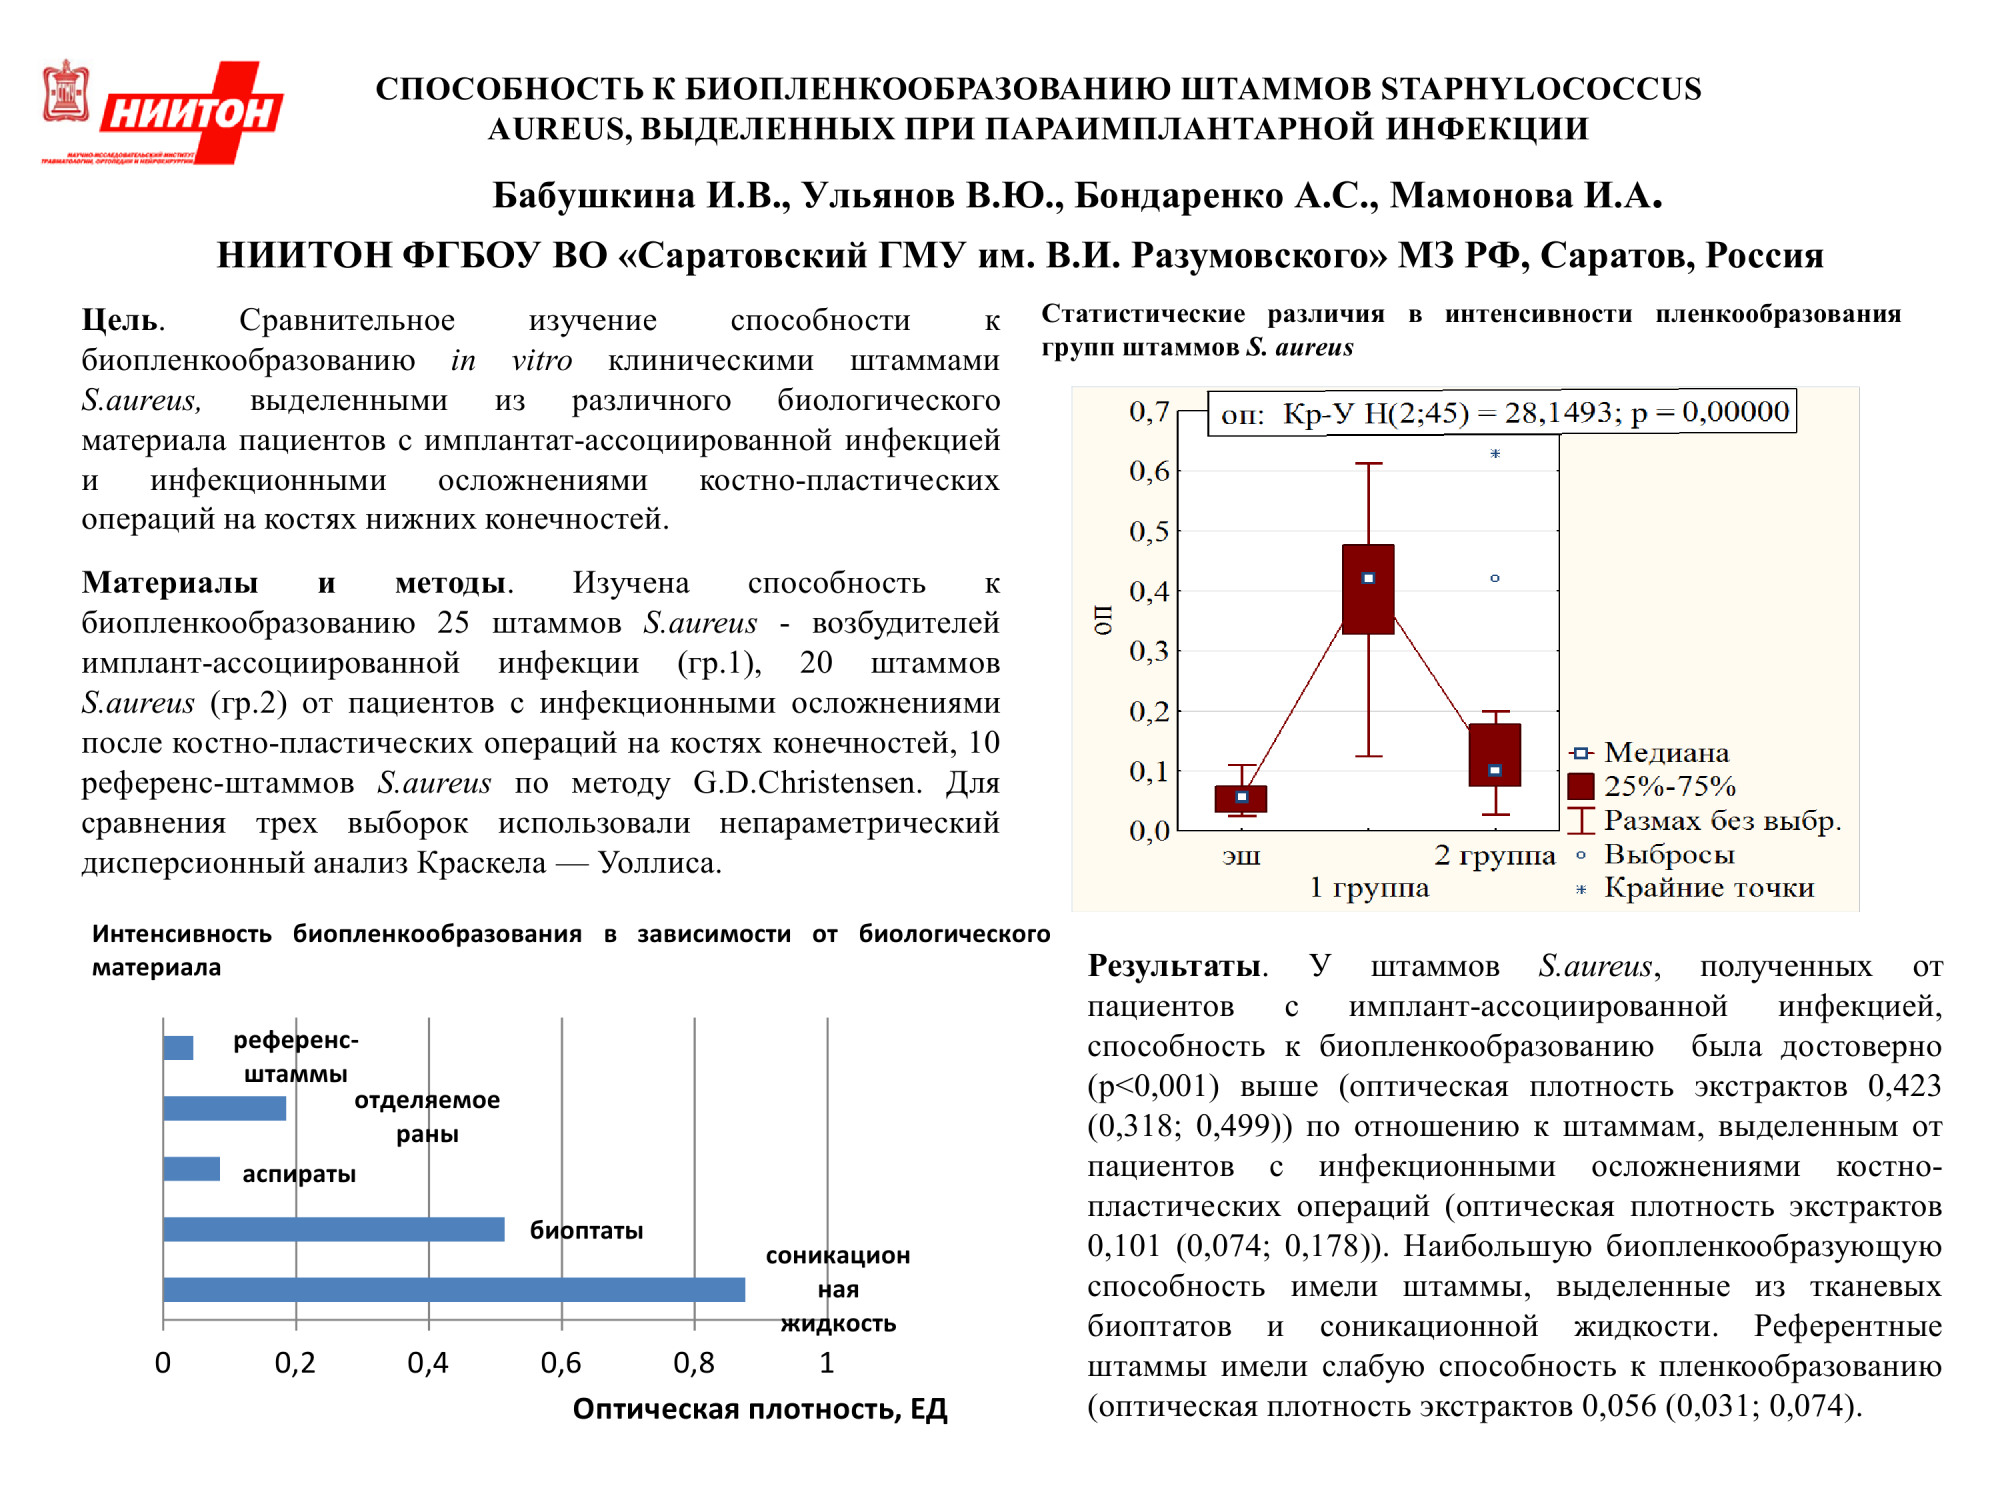 НИИТОН
НАУЧНО-ИССЛЕДОВАТЕЛЬСКИЙ ИНСТИТУТ
ТРАВМАТОЛОГИИ, ОРТОПЕДИИ И НЕЙРОХИРУРГИИ
СПОСОБНОСТЬ К БИОПЛЕНКООБРАЗОВАНИЮ ШТАММОВ STAPHYLOCOCCUS
AUREUS, ВЫДЕЛЕННЫХ ПРИ ПАРАИМПЛАНТАРНОЙ ИНФЕКЦИИ
Бабушкина И.В., Ульянов В.Ю., Бондаренко А.С., Мамонова И.А.
НИИТОН ФГБОУ ВО «Саратовский ГМУ им. В.И. Разумовского» МЗ РФ, Саратов, Россия
Цель. Сравнительное изучение способности к
биопленкообразованию in vitro клиническими штаммами
S.aureus, выделенными из различного биологического
материала пациентов с имплантат-ассоциированной инфекцией
и инфекционными осложнениями костно-пластических
операций на костях нижних конечностей.
Материалы и методы. Изучена способность к
биопленкообразованию 25 штаммов S.aureus - возбудителей
имплант-ассоциированной инфекции (гр.1), 20 штаммов
S.aureus (гр.2) от пациентов с инфекционными осложнениями
после костно-пластических операций на костях конечностей, 10
референс-штаммов S.aureus по методу G.D.Christensen. Для
сравнения трех выборок использовали непараметрический
дисперсионный анализ Краскела — Уоллиса.
Интенсивность биопленкообразования в зависимости от биологического
материала
референс-
штаммы
отделяемое
раны
аспираты
биоптаты
соникацион
ная
жидкость
0 0,2 0,4 0,6 0,8 1
Оптическая плотность, ЕД
Статистические различия в интенсивности пленкообразования
групп штаммов S. aureus
оп: Кр-У H(2;45) = 28,1493; p = 0,00000
0,7
0,6
0,5
0,4
0,3
0,2
0,1
0,0
оп
эш
1 группа
2 группа
Медиана
25%-75%
Размах без выбр.
Выбросы
Крайние точки
Результаты. У штаммов S.aureus, полученных от
пациентов с имплант-ассоциированной инфекцией,
способность к биопленкообразованию была достоверно
(p<0,001) выше (оптическая плотность экстрактов 0,423
(0,318; 0,499)) по отношению к штаммам, выделенным от
пациентов с инфекционными осложнениями костно-
пластических операций (оптическая плотность экстрактов
0,101 (0,074; 0,178)). Наибольшую биопленкообразующую
способность имели штаммы, выделенные из тканевых
биоптатов и соникационной жидкости. Референтные
штаммы имели слабую способность к пленкообразованию
(оптическая плотность экстрактов 0,056 (0,031; 0,074).